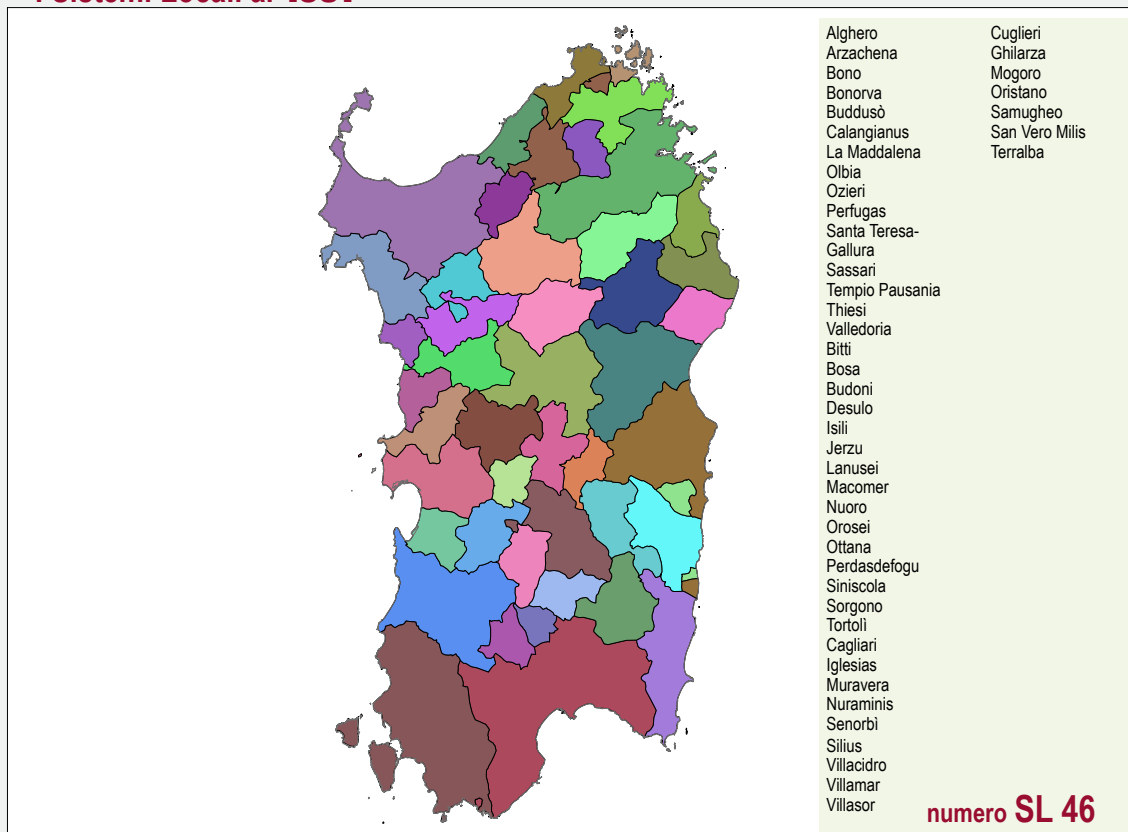 Alghero
Arzachena
Bono
Bonorva
Buddusò
Calangianus
La Maddalena
Olbia
Ozieri
Perfugas
Santa Teresa-
Gallura
Sassari
Tempio Pausania
Thiesi
Valledoria
Bitti
Bosa
Budoni
Desulo
Isili
Jerzu
Lanusei
Macomer
Nuoro
Orosei
Ottana
Perdasdefogu
Siniscola
Sorgono
Tortolì
Cagliari
Iglesias
Muravera
Nuraminis
Senorbì
Silius
Villacidro
Villamar
Villasor
Cuglieri
Ghilarza
Mogoro
Oristano
Samugheo
San Vero Milis
Terralba
numero SL 46